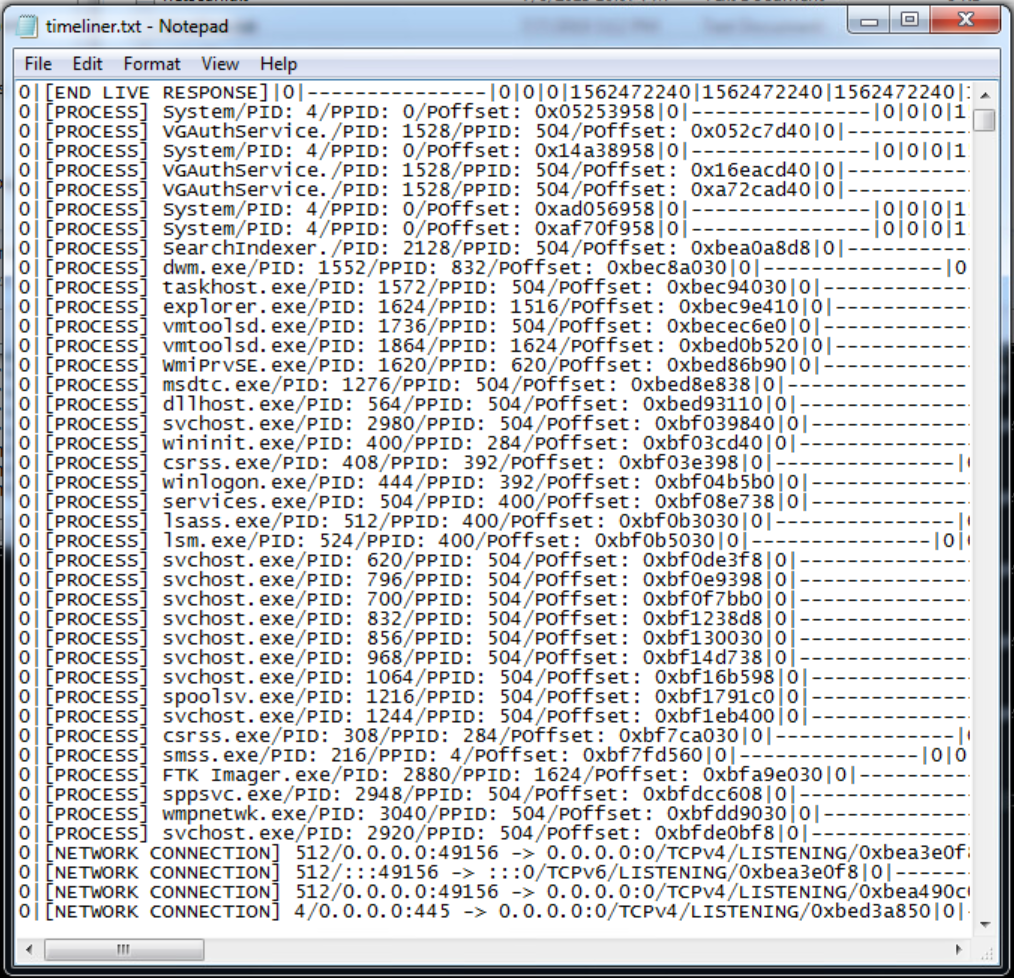 timeliner.txt - Notepad
File Edit Format View Help
0|[END LIVE RESPONSE]|0|---------------|0|0|0|1562472240|1562472240|1562472240|
0|[PROCESS] System/PID: 4/PPID: 0/POffset: 0x05253958|0|---------------|0|0|0|1
0|[PROCESS] VGAuthService./PID: 1528/PPID: 504/POffset: 0x052c7d40|0|----------
0|[PROCESS] System/PID: 4/PPID: 0/POffset: 0x14a38958|0|---------------|0|0|0|1
0|[PROCESS] VGAuthService./PID: 1528/PPID: 504/POffset: 0x16eacd40|0|----------
0|[PROCESS] VGAuthService./PID: 1528/PPID: 504/POffset: 0xa72cad40|0|----------
0|[PROCESS] System/PID: 4/PPID: 0/POffset: 0xad056958|0|---------------|0|0|0|1
0|[PROCESS] System/PID: 4/PPID: 0/POffset: 0xaf70f958|0|---------------|0|0|0|1
0|[PROCESS] SearchIndexer./PID: 2128/PPID: 504/POffset: 0xbea0a8d8|0|----------
0|[PROCESS] dwm.exe/PID: 1552/PPID: 832/POffset: 0xbec8a030|0|---------------|0
0|[PROCESS] taskhost.exe/PID: 1572/PPID: 504/POffset: 0xbec94030|0|------------
0|[PROCESS] explorer.exe/PID: 1624/PPID: 1516/POffset: 0xbec9e410|0|-----------
0|[PROCESS] vmtoolsd.exe/PID: 1736/PPID: 504/POffset: 0xbecec6e0|0|------------
0|[PROCESS] vmtoolsd.exe/PID: 1864/PPID: 1624/POffset: 0xbed0b520|0|-----------
0|[PROCESS] WmiPrvSE.exe/PID: 1620/PPID: 620/POffset: 0xbed86b90|0|------------
0|[PROCESS] msdtc.exe/PID: 1276/PPID: 504/POffset: 0xbed8e838|0|---------------
0|[PROCESS] dllhost.exe/PID: 564/PPID: 504/POffset: 0xbed93110|0|--------------
0|[PROCESS] svchost.exe/PID: 2980/PPID: 504/POffset: 0xbf039840|0|-------------
0|[PROCESS] wininit.exe/PID: 400/PPID: 284/POffset: 0xbf03cd40|0|--------------
0|[PROCESS] csrss.exe/PID: 408/PPID: 392/POffset: 0xbf03e398|0|---------------|
0|[PROCESS] winlogon.exe/PID: 444/PPID: 392/POffset: 0xbf04b5b0|0|-------------
0|[PROCESS] services.exe/PID: 504/PPID: 400/POffset: 0xbf08e738|0|-------------
0|[PROCESS] lsass.exe/PID: 512/PPID: 400/POffset: 0xbf0b3030|0|---------------|
0|[PROCESS] lsm.exe/PID: 524/PPID: 400/POffset: 0xbf0b5030|0|---------------|0|
0|[PROCESS] svchost.exe/PID: 620/PPID: 504/POffset: 0xbf0de3f8|0|--------------
0|[PROCESS] svchost.exe/PID: 796/PPID: 504/POffset: 0xbf0e9398|0|--------------
0|[PROCESS] svchost.exe/PID: 700/PPID: 504/POffset: 0xbf0f7bb0|0|--------------
0|[PROCESS] svchost.exe/PID: 832/PPID: 504/POffset: 0xbf1238d8|0|--------------
0|[PROCESS] svchost.exe/PID: 856/PPID: 504/POffset: 0xbf130030|0|--------------
0|[PROCESS] svchost.exe/PID: 968/PPID: 504/POffset: 0xbf14d738|0|--------------
0|[PROCESS] svchost.exe/PID: 1064/PPID: 504/POffset: 0xbf16b598|0|-------------
0|[PROCESS] spoolsv.exe/PID: 1216/PPID: 504/POffset: 0xbf1791c0|0|-------------
0|[PROCESS] svchost.exe/PID: 1244/PPID: 504/POffset: 0xbf1eb400|0|-------------
0|[PROCESS] csrss.exe/PID: 308/PPID: 284/POffset: 0xbf7ca030|0|---------------|
0|[PROCESS] smss.exe/PID: 216/PPID: 4/POffset: 0xbf7fd560|0|---------------|0|0
0|[PROCESS] FTK Imager.exe/PID: 2880/PPID: 1624/POffset: 0xbfa9e030|0|---------
0|[PROCESS] sppsvc.exe/PID: 2948/PPID: 504/POffset: 0xbfdcc608|0|--------------
0|[PROCESS] wmpnetwk.exe/PID: 3040/PPID: 504/POffset: 0xbfdd9030|0|------------
0|[PROCESS] svchost.exe/PID: 2920/PPID: 504/POffset: 0xbfde0bf8|0|-------------
0|[NETWORK CONNECTION] 512/0.0.0.0:49156 -> 0.0.0.0:0/TCPv4/LISTENING/0xbea3e0f8
0|[NETWORK CONNECTION] 512/:::49156 -> :::0/TCPv6/LISTENING/0xbea3e0f8|0|------
0|[NETWORK CONNECTION] 512/0.0.0.0:49156 -> 0.0.0.0:0/TCPv4/LISTENING/0xbea490c
0|[NETWORK CONNECTION] 4/0.0.0.0:445 -> 0.0.0.0:0/TCPv4/LISTENING/0xbed3a850|0|